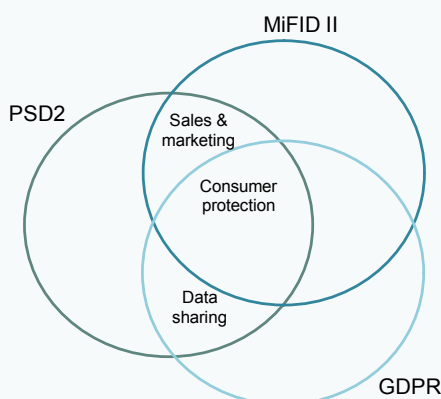 MiFID II
PSD2
Sales &
marketing
Consumer
protection
Data
sharing
GDPR